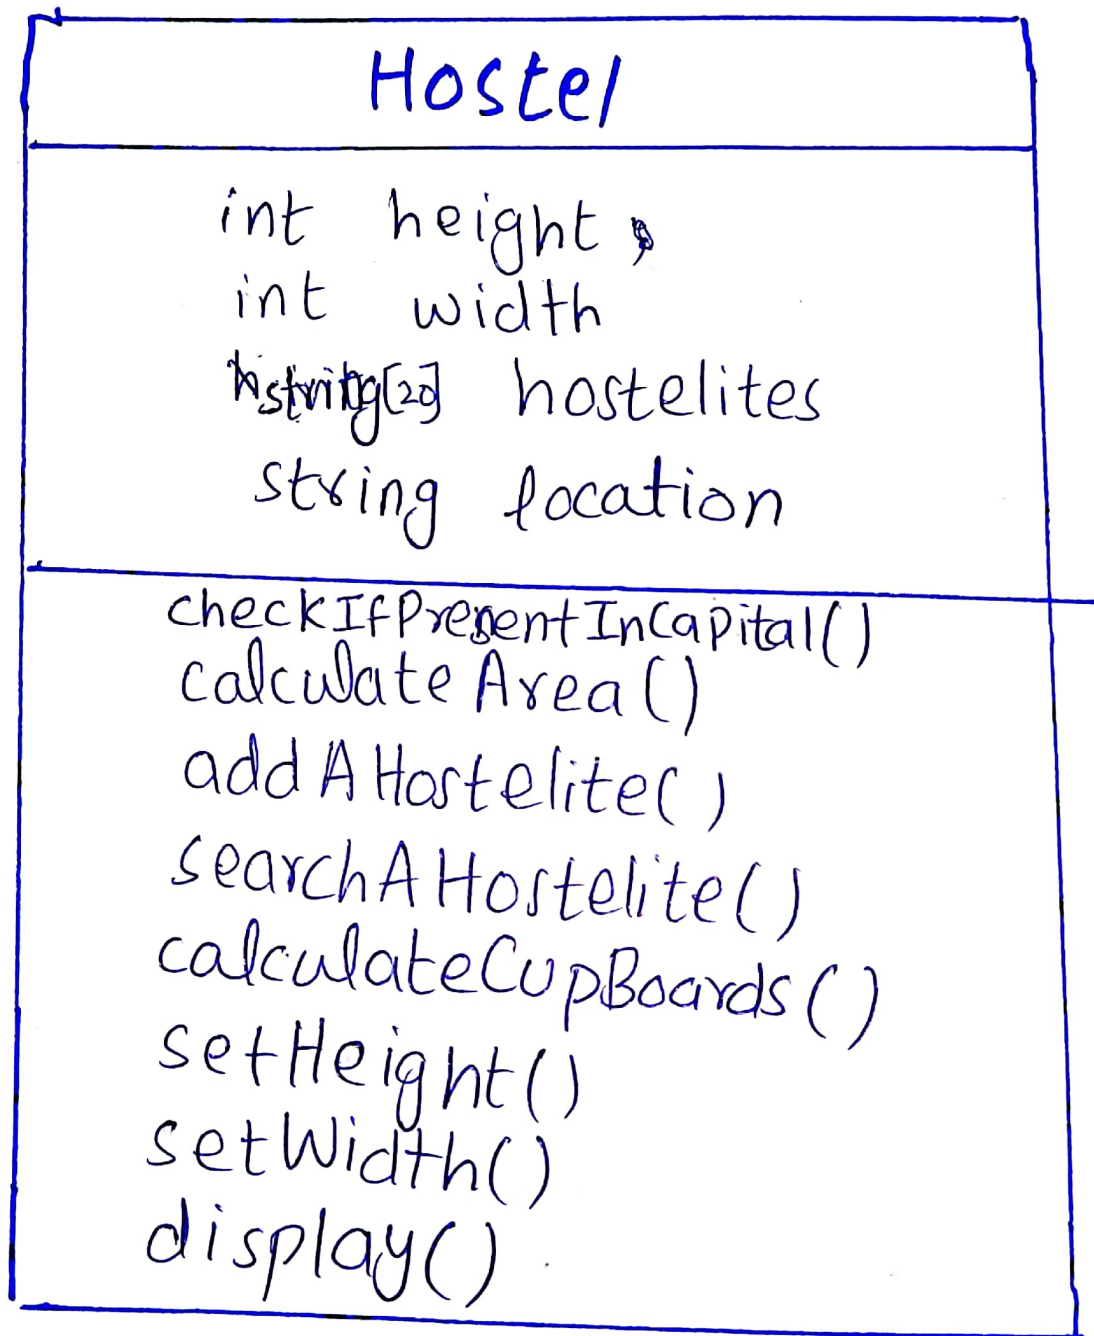 Hostel
int height,
int width
string[20] hostelites
string location
checkIfPresentInCapital()
calculateArea()
addAHostelite()
searchAHostelite()
calculateCupBoards()
setHeight()
setWidth()
display()